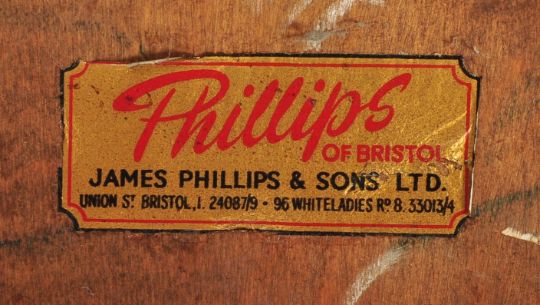 Phillips
OF BRISTOL
JAMES PHILLIPS & SONS LTD.
UNION ST BRISTOL, 1. 24087/9 • 96 WHITELADIES RD 8. 33013/4